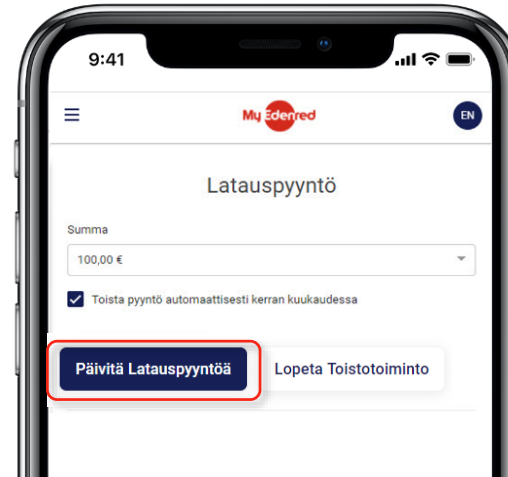 9:41
My Edenred
EN
Latauspyyntö
Summa
100,00 €
Toista pyyntö automaattisesti kerran kuukaudessa
Päivitä Latauspyyntöä
Lopeta Toistotoiminto